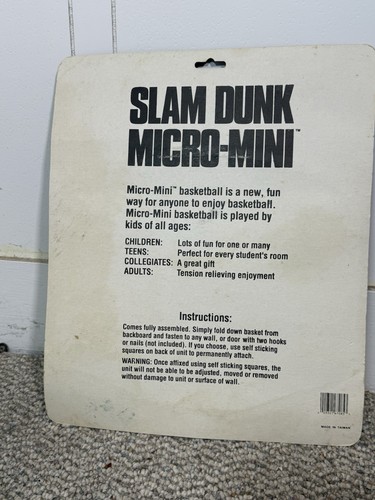 SLAM DUNK
MICRO-MINI™
Micro-Mini™ basketball is a new, fun
way for anyone to enjoy basketball.
Micro-Mini basketball is played by
kids of all ages:
CHILDREN: Lots of fun for one or many
TEENS: Perfect for every student's room
COLLEGIATES: A great gift
ADULTS: Tension relieving enjoyment
Instructions:
Comes fully assembled. Simply fold down basket from
backboard and fasten to any wall, or door with two hooks
or nails (not included). If you choose, use self sticking
squares on back of unit to permanently attach.
WARNING: Once affixed using self sticking squares, the
unit will not be able to be adjusted, moved or removed
without damage to unit or surface of wall.
MADE IN TAIWAN